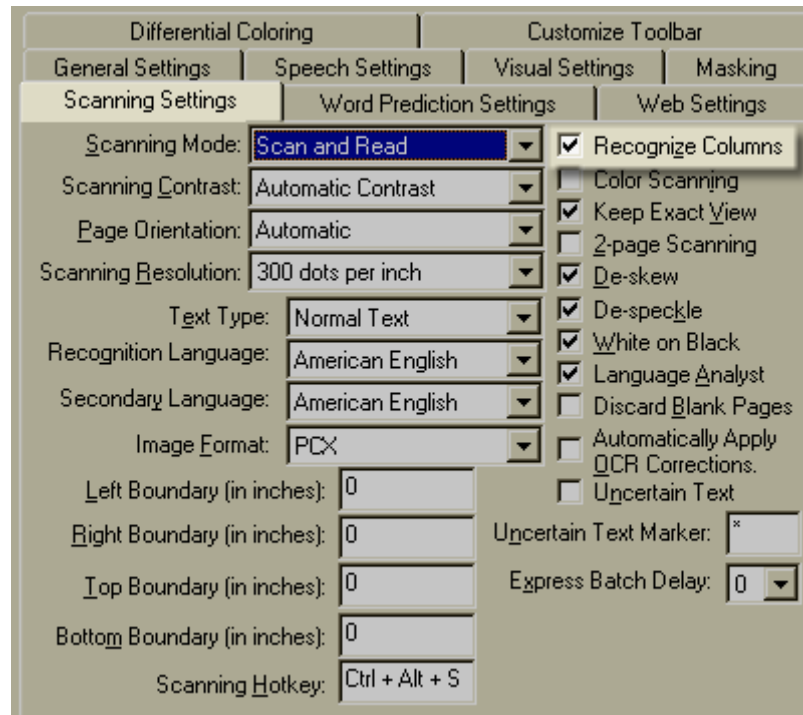 Differential Coloring
Customize Toolbar
General Settings
Speech Settings
Visual Settings
Masking
Scanning Settings
Word Prediction Settings
Web Settings
Scanning Mode: Scan and Read
Scanning Contrast: Automatic Contrast
Page Orientation: Automatic
Scanning Resolution: 300 dots per inch
Text Type: Normal Text
Recognition Language: American English
Secondary Language: American English
Image Format: PCX
Left Boundary (in inches): 0
Right Boundary (in inches): 0
Top Boundary (in inches): 0
Bottom Boundary (in inches): 0
Scanning Hotkey: Ctrl + Alt + S
Recognize Columns
Color Scanning
Keep Exact View
2-page Scanning
De-skew
De-speckle
White on Black
Language Analyst
Discard Blank Pages
Automatically Apply
OCR Corrections.
Uncertain Text
Uncertain Text Marker: *
Express Batch Delay: 0